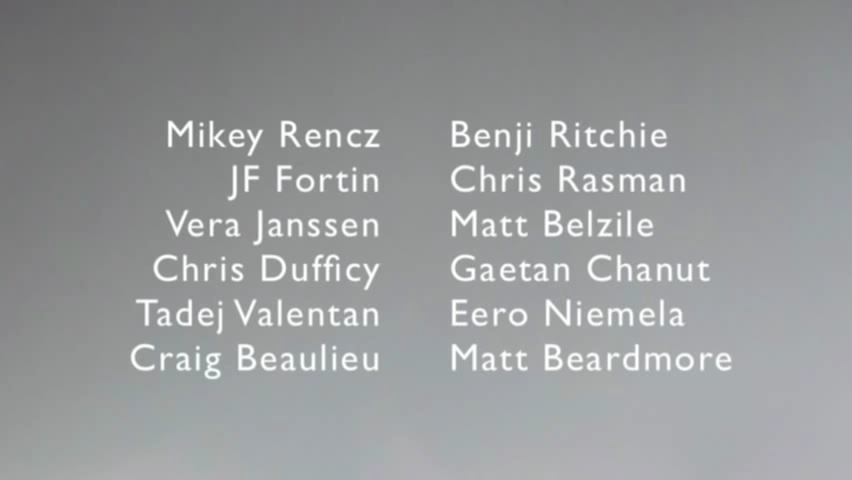 Mikey Rencz Benji Ritchie
JF Fortin Chris Rasman
Vera Janssen Matt Belzile
Chris Dufficy Gaetan Chanut
Tadej Valentan Eero Niemela
Craig Beaulieu Matt Beardmore